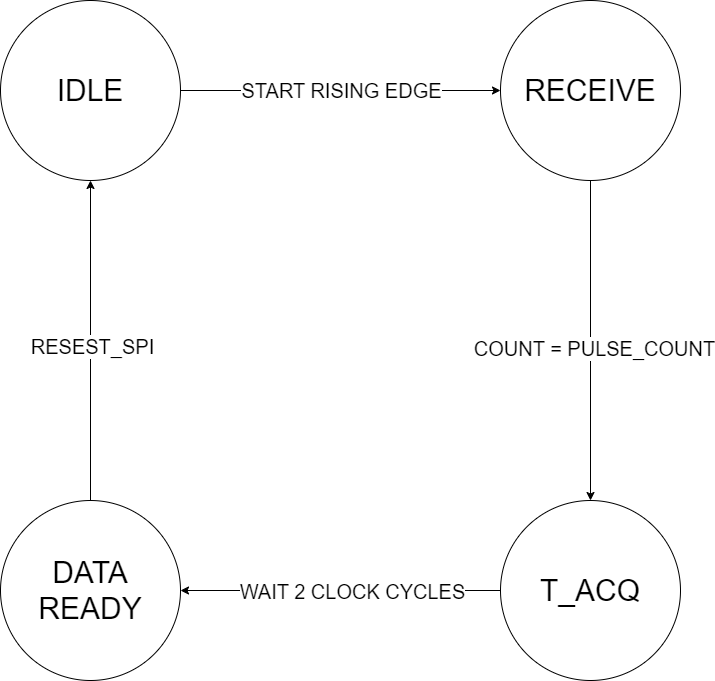 IDLE
START RISING EDGE
RECEIVE
RESEST_SPI
COUNT = PULSE_COUNT
DATA
READY
WAIT 2 CLOCK CYCLES
T_ACQ